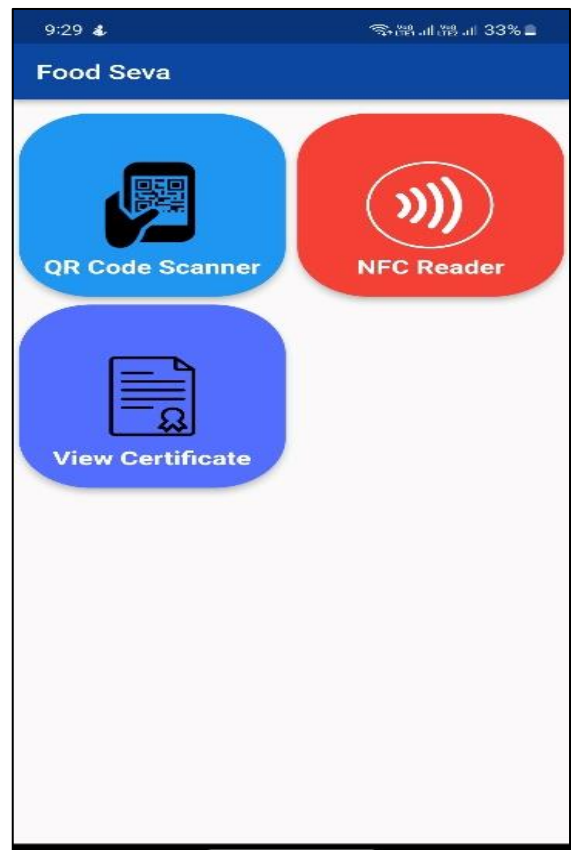 9:29
33%
Food Seva
QR Code Scanner
NFC Reader
View Certificate